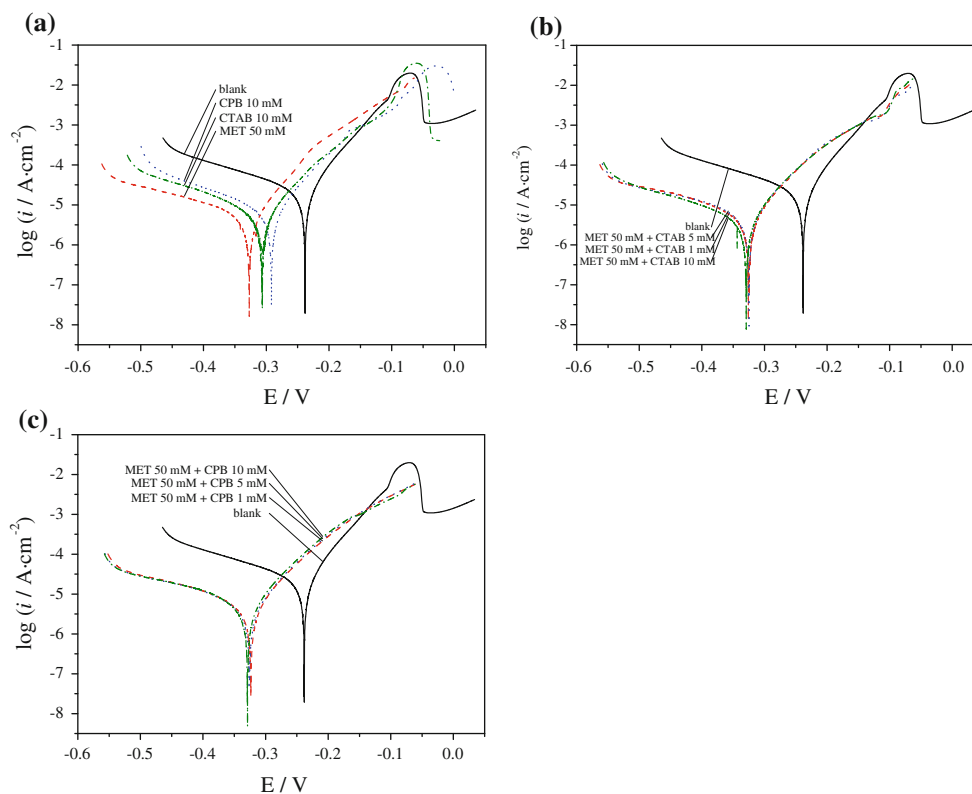 (a)
-1
-2
-3
-4
-5
-6
-7
-8
log (i / A·cm-2)
blank
CPB 10 mM
CTAB 10 mM
MET 50 mM
-0.6 -0.5 -0.4 -0.3 -0.2 -0.1 0.0
E / V
(b)
-1
-2
-3
-4
-5
-6
-7
-8
log (i / A·cm-2)
blank
MET 50 mM + CTAB 5 mM
MET 50 mM + CTAB 1 mM
MET 50 mM + CTAB 10 mM
-0.6 -0.5 -0.4 -0.3 -0.2 -0.1 0.0
E / V
(c)
-1
-2
-3
-4
-5
-6
-7
-8
log (i / A·cm-2)
MET 50 mM + CPB 10 mM
MET 50 mM + CPB 5 mM
MET 50 mM + CPB 1 mM
blank
-0.6 -0.5 -0.4 -0.3 -0.2 -0.1 0.0
E / V